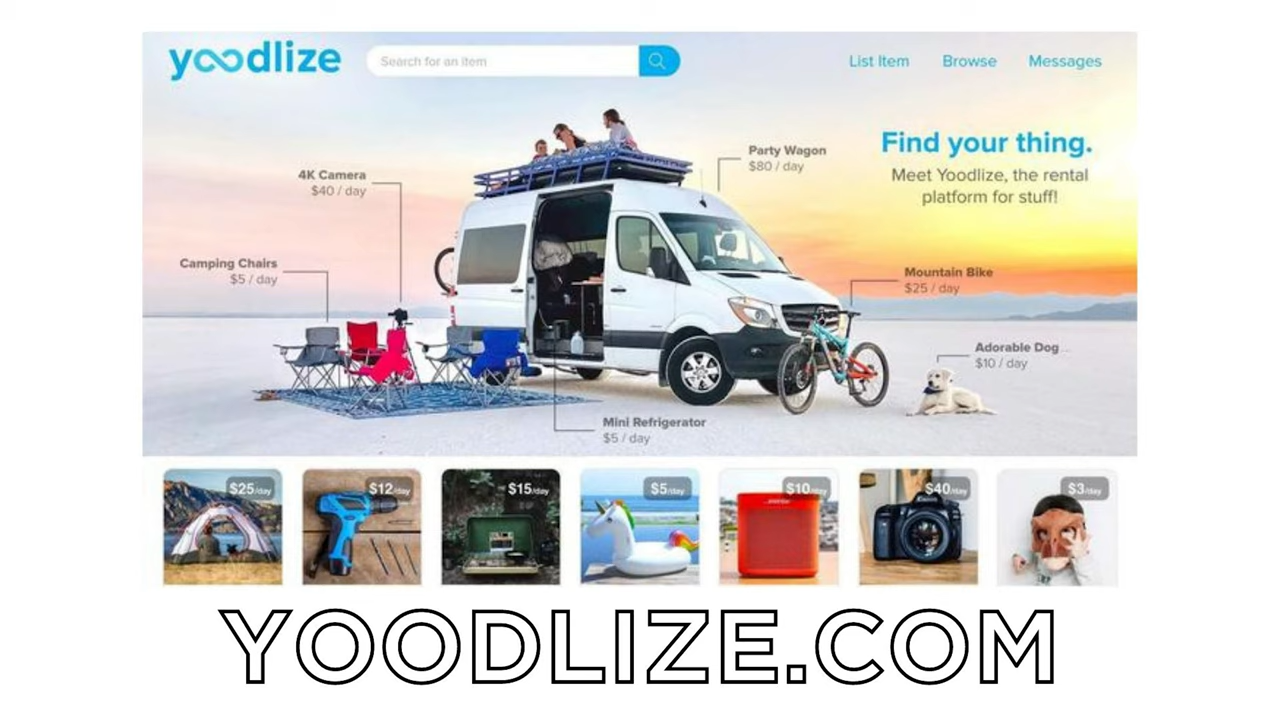 yoodlize
Search for an item
List Item
Browse
Messages
Find your thing.
Meet Yoodlize, the rental
platform for stuff!
Party Wagon
$80 / day
4K Camera
$40 / day
Camping Chairs
$5 / day
Mountain Bike
$25 / day
Adorable Dog...
$10 / day
Mini Refrigerator
$5 / day
$25/day
$12/day
$15/day
$5/day
$10/day
$40/day
$3/day
YOODLIZE.COM